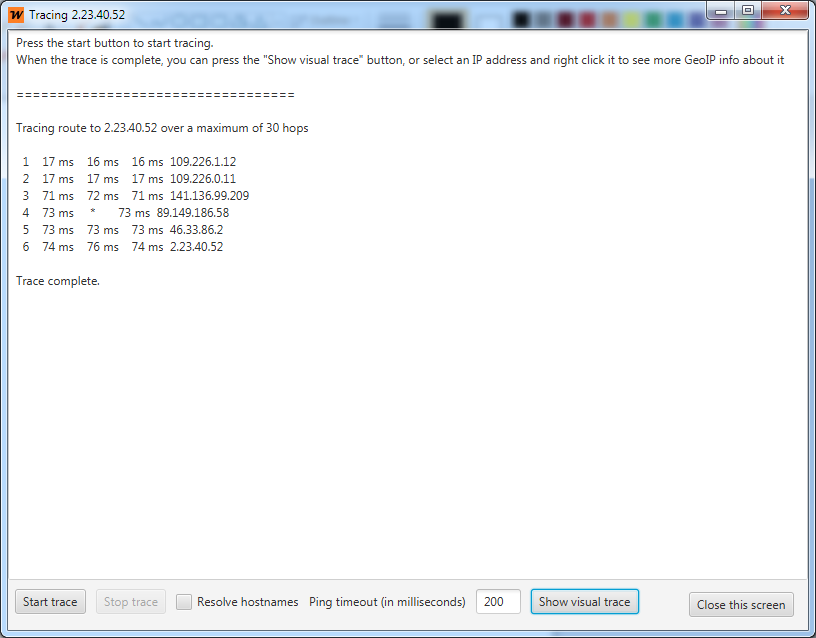 W Tracing 2.23.40.52
Press the start button to start tracing.
When the trace is complete, you can press the "Show visual trace" button, or select an IP address and right click it to see more GeoIP info about it
==================================
Tracing route to 2.23.40.52 over a maximum of 30 hops
1 17 ms 16 ms 16 ms 109.226.1.12
2 17 ms 17 ms 17 ms 109.226.0.11
3 71 ms 72 ms 71 ms 141.136.99.209
4 73 ms * 73 ms 89.149.186.58
5 73 ms 73 ms 73 ms 46.33.86.2
6 74 ms 76 ms 74 ms 2.23.40.52
Trace complete.
Start trace Stop trace Resolve hostnames Ping timeout (in milliseconds) 200 Show visual trace Close this screen